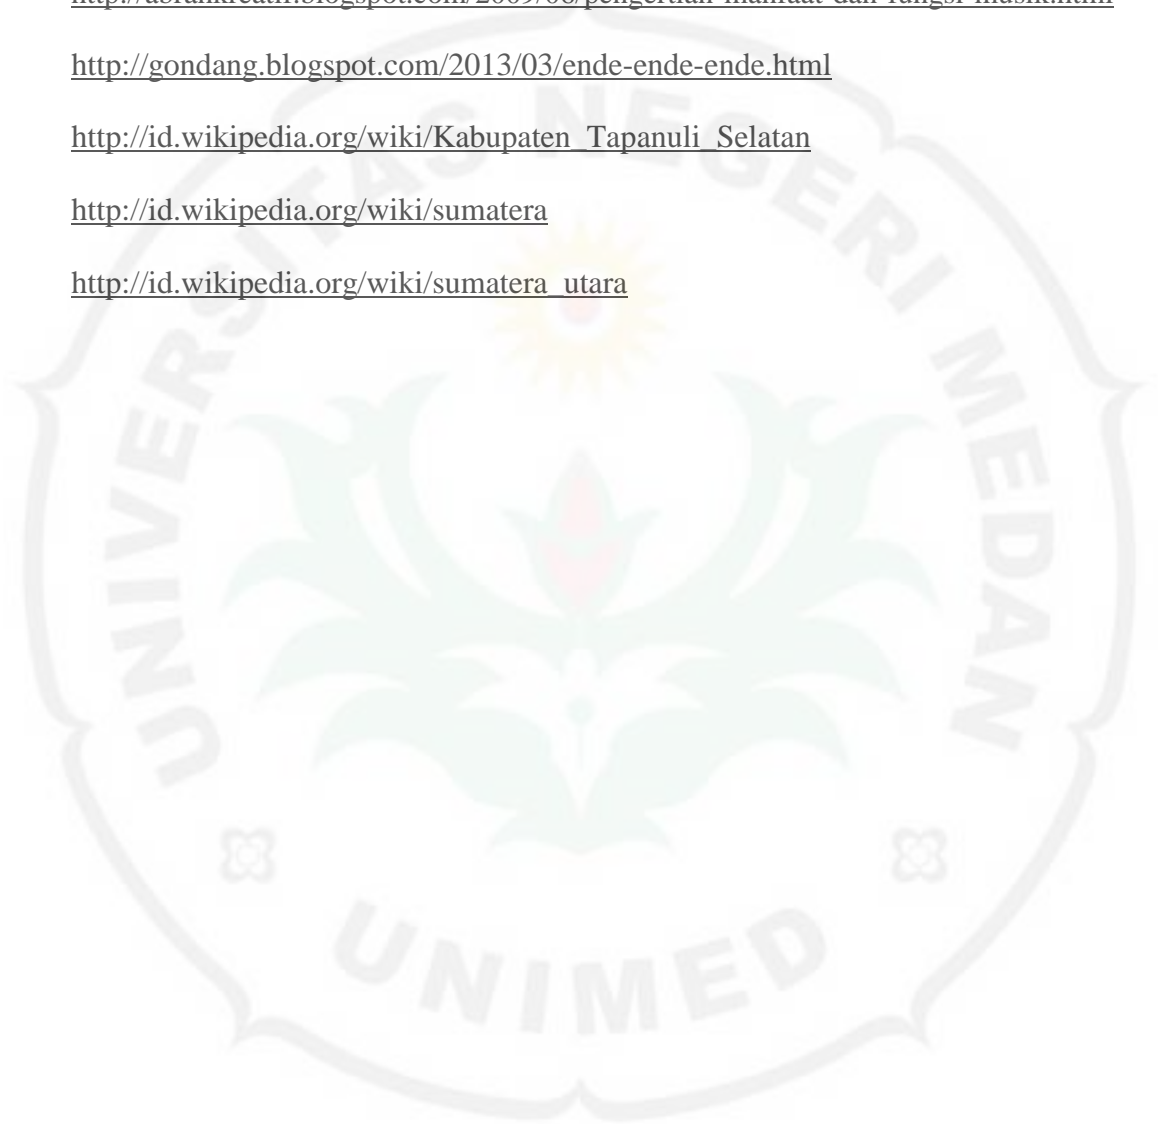 http://gondang.blogspot.com/2013/03/ende-ende-ende.html
http://id.wikipedia.org/wiki/Kabupaten_Tapanuli_Selatan
http://id.wikipedia.org/wiki/sumatera
http://id.wikipedia.org/wiki/sumatera_utara
UNIVERSITAS NEGERI MEDAN
UNIMED